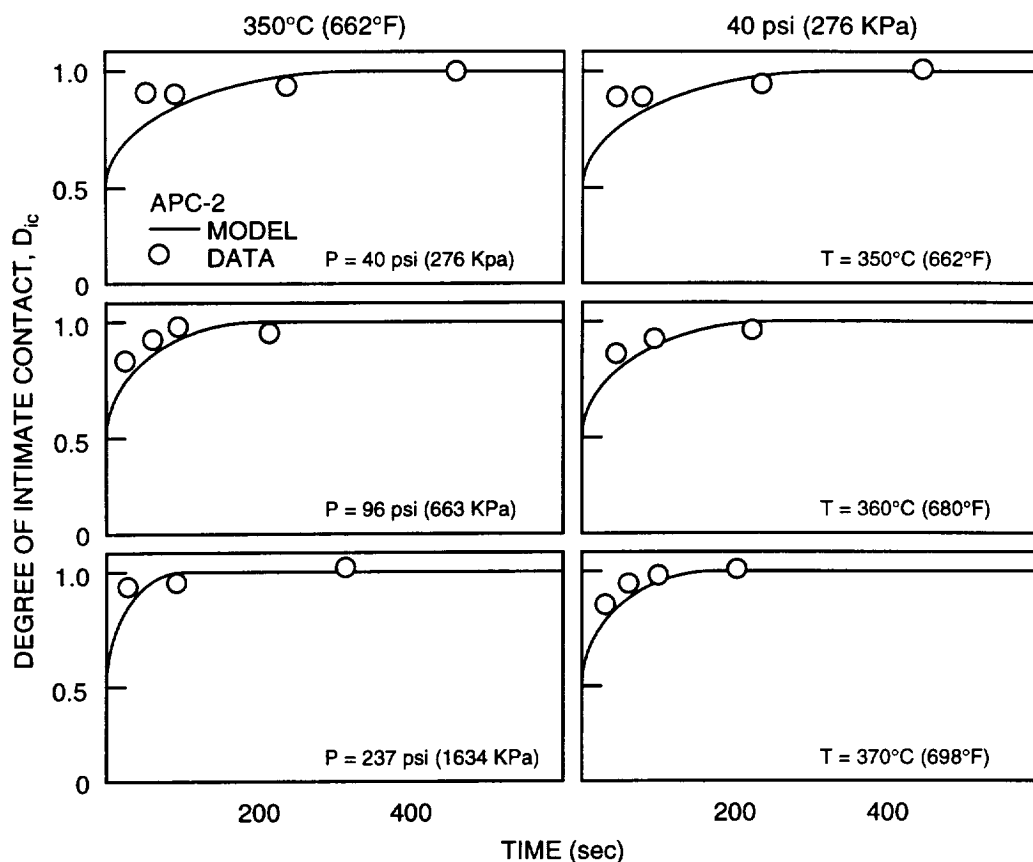 350°C (662°F)
40 psi (276 KPa)
DEGREE OF INTIMATE CONTACT, D_ic
1.0
0.5
0
APC-2
MODEL
DATA
P = 40 psi (276 Kpa)
T = 350°C (662°F)
1.0
0.5
0
P = 96 psi (663 KPa)
T = 360°C (680°F)
1.0
0.5
0
P = 237 psi (1634 KPa)
T = 370°C (698°F)
200
400
200
400
TIME (sec)